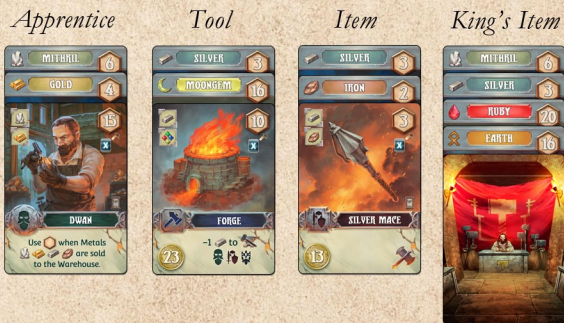 Apprentice
Tool
Item
King's Item
MITHRIL 6
GOLD 4
15
X
DWAN
Use when Metals
are sold
to the Warehouse.
SILVER 3
MOONGEM 16
10
X
FORGE
23
-1 to
SILVER 3
IRON 2
3
X
SILVER MACE
13
MITHRIL 6
SILVER 3
RUBY 20
EARTH 16